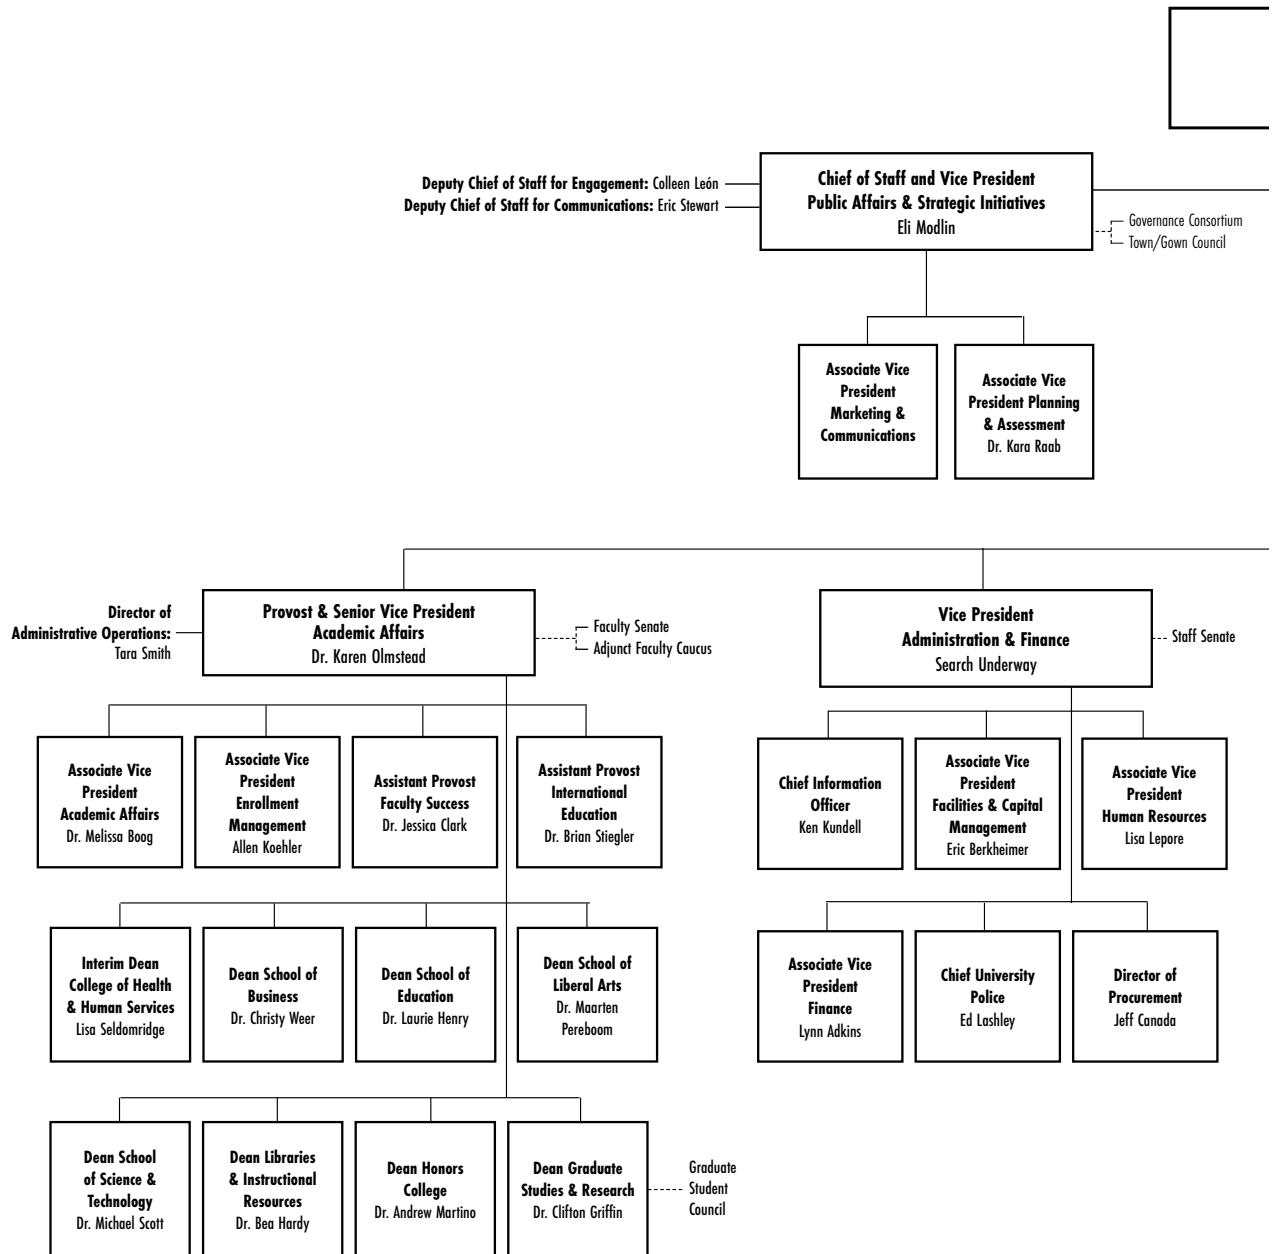 Deputy Chief of Staff for Engagement: Colleen León
Deputy Chief of Staff for Communications: Eric Stewart
Chief of Staff and Vice President
Public Affairs & Strategic Initiatives
Eli Modlin
Governance Consortium
Town/Gown Council
Associate Vice
President
Marketing &
Communications
Associate Vice
President Planning
& Assessment
Dr. Kara Raab
Director of
Administrative Operations:
Tara Smith
Provost & Senior Vice President
Academic Affairs
Dr. Karen Olmstead
Faculty Senate
Adjunct Faculty Caucus
Vice President
Administration & Finance
Search Underway
Staff Senate
Associate Vice
President
Academic Affairs
Dr. Melissa Boog
Associate Vice
President
Enrollment
Management
Allen Koehler
Assistant Provost
Faculty Success
Dr. Jessica Clark
Assistant Provost
International
Education
Dr. Brian Stiegler
Chief Information
Officer
Ken Kundell
Associate Vice
President
Facilities & Capital
Management
Eric Berkheimer
Associate Vice
President
Human Resources
Lisa Lepore
Interim Dean
College of Health
& Human Services
Lisa Seldomridge
Dean School of
Business
Dr. Christy Weer
Dean School of
Education
Dr. Laurie Henry
Dean School of
Liberal Arts
Dr. Maarten
Pereboom
Associate Vice
President
Finance
Lynn Adkins
Chief University
Police
Ed Lashley
Director of
Procurement
Jeff Canada
Dean School
of Science &
Technology
Dr. Michael Scott
Dean Libraries
& Instructional
Resources
Dr. Bea Hardy
Dean Honors
College
Dr. Andrew Martino
Dean Graduate
Studies & Research
Dr. Clifton Griffin
Graduate
Student
Council